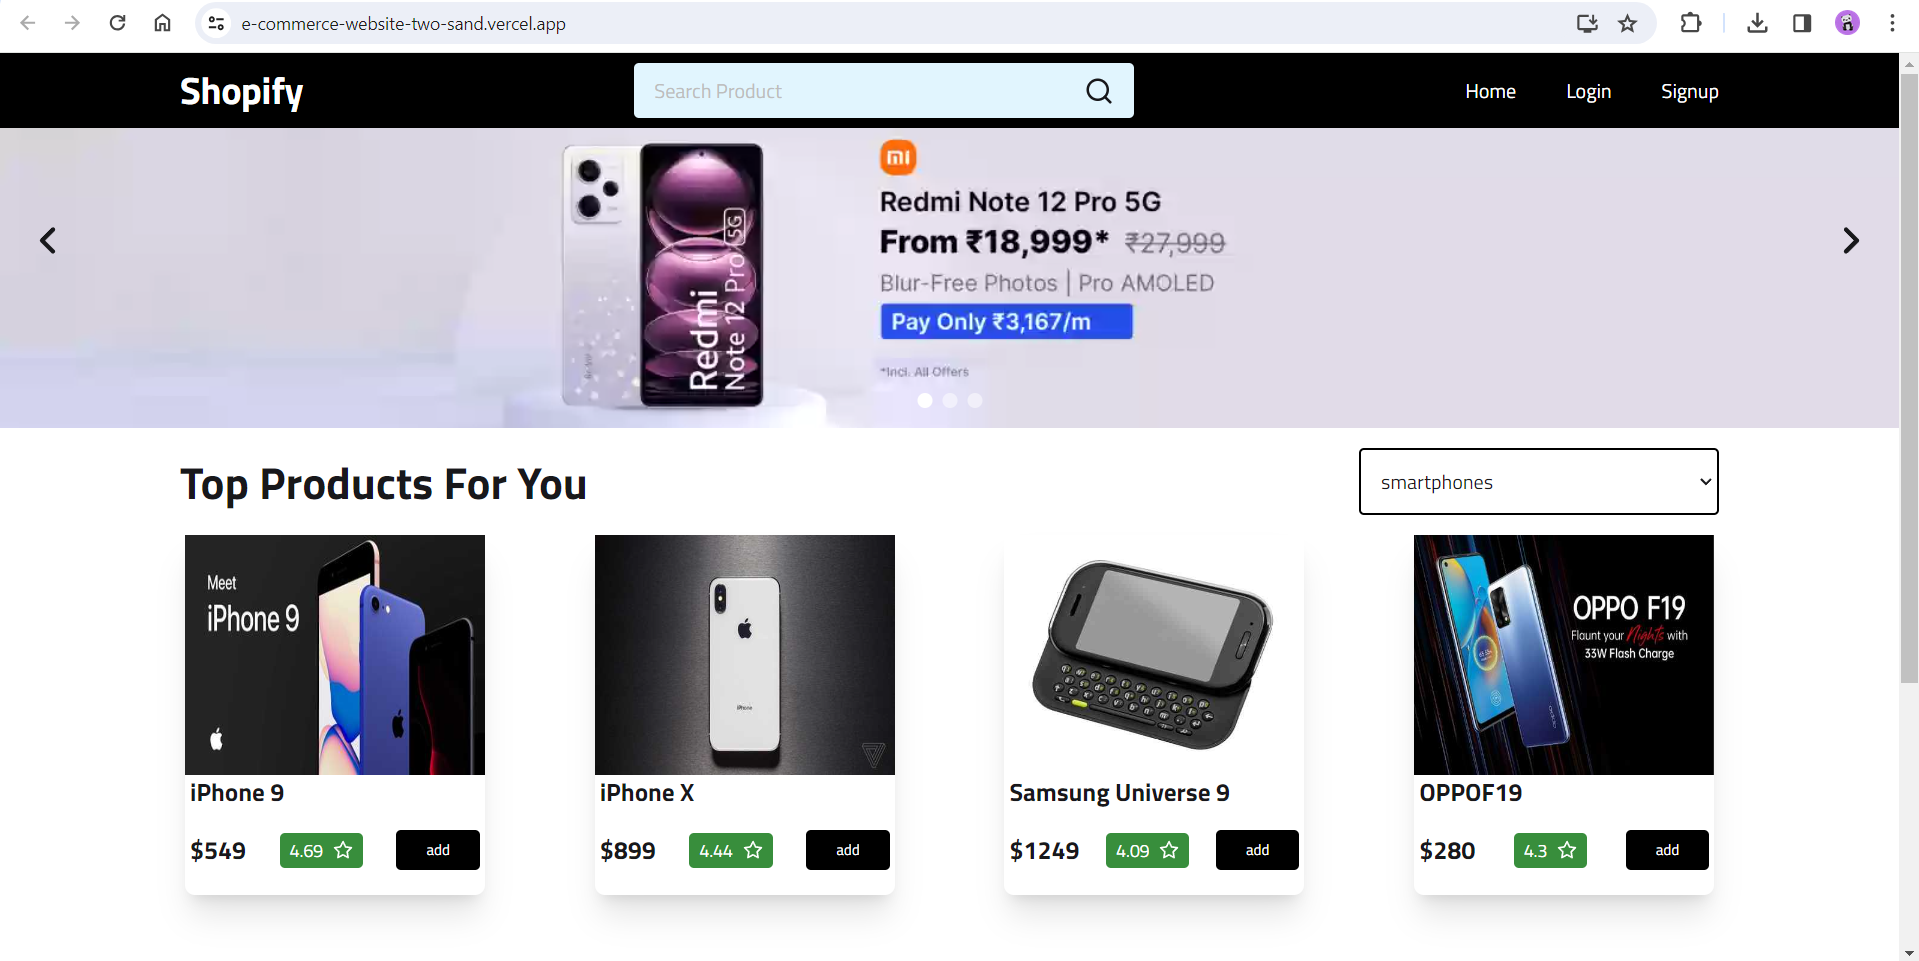 e-commerce-website-two-sand.vercel.app
Shopify
Search Product
Home
Login
Signup
mi
Redmi Note 12 Pro 5G
From ₹18,999* ₹27,999
Blur-Free Photos | Pro AMOLED
Pay Only ₹3,167/m
*Incl. All Offers
Redmi
Note 12 Pro 5G
Top Products For You
smartphones
Meet
iPhone 9
iPhone
OPPO F19
Flaunt your Nights with
33W Flash Charge
iPhone 9
$549 4.69 add
iPhone X
$899 4.44 add
Samsung Universe 9
$1249 4.09 add
OPPOF19
$280 4.3 add